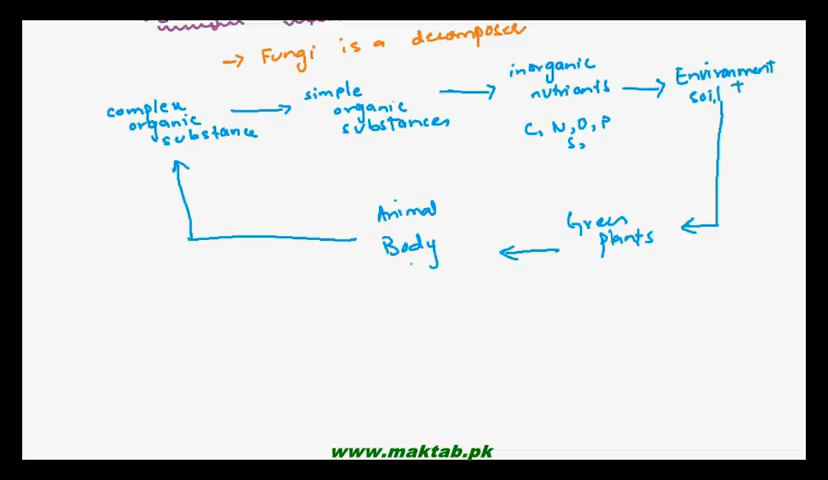 → Fungi is a decomposer
complex
organic
substance
simple
organic
substances
inorganic
nutrients
C, N, O, P
S,
Environment
soil +
Animal
Body
Green
plants
www.maktab.pk